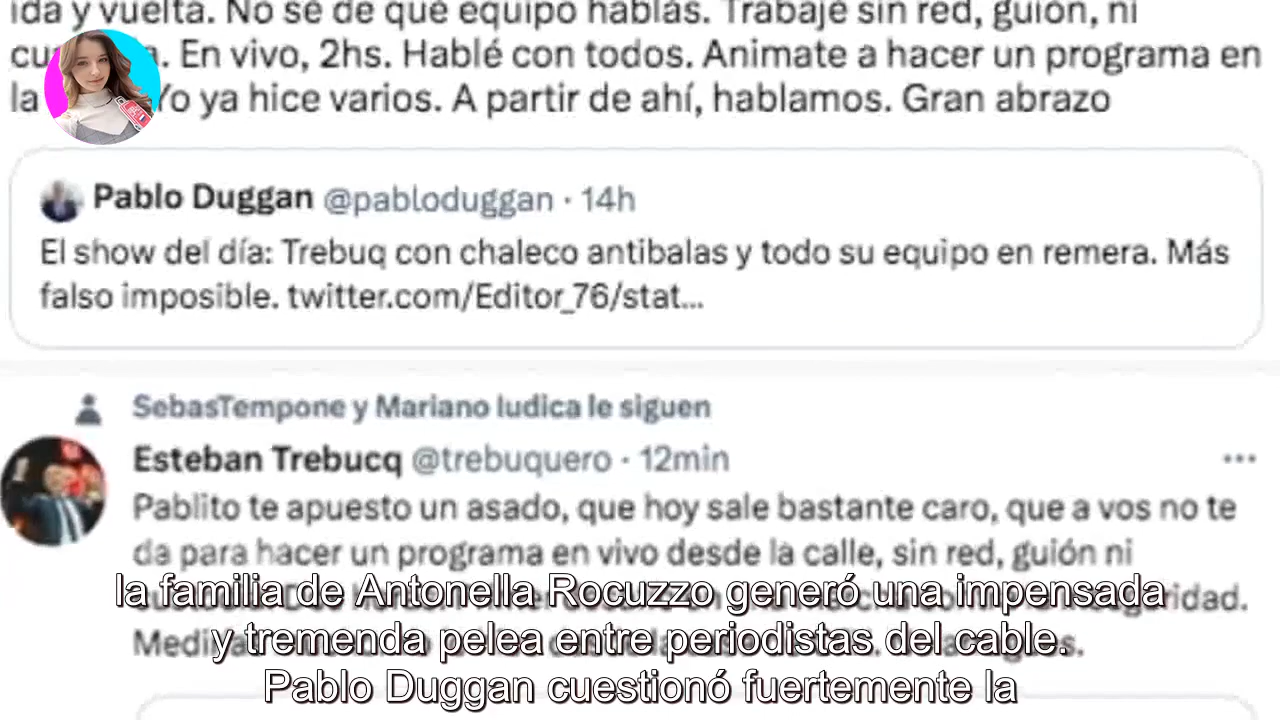 ida y vuelta. No sé de qué equipo hablás. Trabajé sin red, guión, ni
En vivo, 2hs. Hablé con todos. Animate a hacer un programa en
la Yo ya hice varios. A partir de ahí, hablamos. Gran abrazo
Pablo Duggan @pabloduggan · 14h
El show del día: Trebuq con chaleco antibalas y todo su equipo en remera. Más
falso imposible. twitter.com/Editor_76/stat...
SebasTempone y Mariano ludica le siguen
Esteban Trebucq @trebuquero · 12min
Pablito te apuesto un asado, que hoy sale bastante caro, que a vos no te
da para hacer un programa en vivo desde la calle, sin red, guión ni
la familia de Antonella Rocuzzo generó una impensada
y tremenda pelea entre periodistas del cable.
Pablo Duggan cuestionó fuertemente la